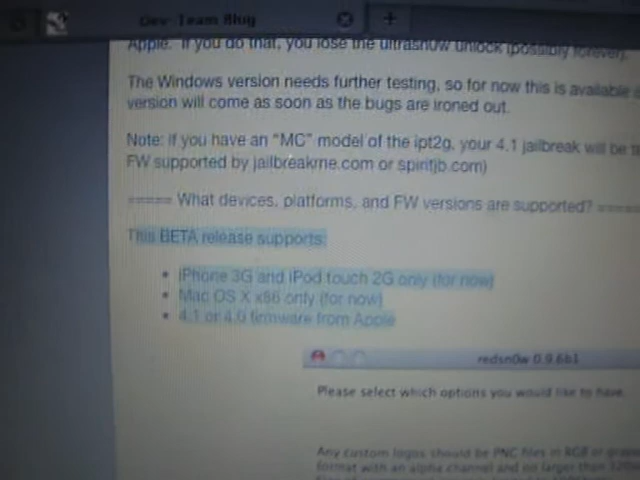 Dev-Team Blog
Apple. If you do that, you lose the ultrasn0w unlock (possibly forever).
The Windows version needs further testing, so for now this is available
version will come as soon as the bugs are ironed out.
Note: if you have an "MC" model of the ipt2g, your 4.1 jailbreak will be
FW supported by jailbreakme.com or spiritjb.com)
===== What devices, platforms, and FW versions are supported? =====
This BETA release supports:
• iPhone 3G and iPod touch 2G only (for now)
• Mac OS X x86 only (for now)
• 4.1 or 4.0 firmware from Apple
redsn0w 0.9.6b1
Please select which options you would like to have.
Any custom logos should be PNG files in RGB or
format with an alpha channel and no larger than